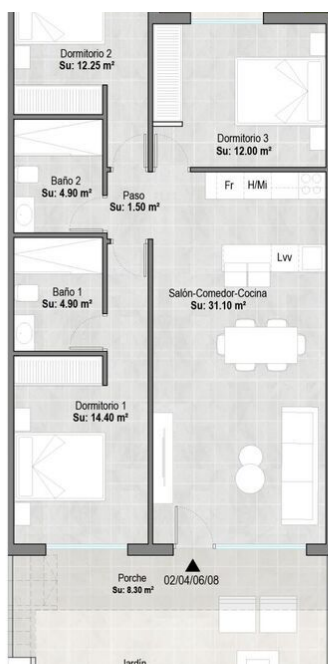 Dormitorio 2
Su: 12.25 m²
Dormitorio 3
Su: 12.00 m²
Baño 2
Su: 4.90 m²
Paso
Su: 1.50 m²
Fr H/Mi
Lvv
Baño 1
Su: 4.90 m²
Salón-Comedor-Cocina
Su: 31.10 m²
Dormitorio 1
Su: 14.40 m²
Porche
Su: 8.30 m²
02/04/06/08
Jardín